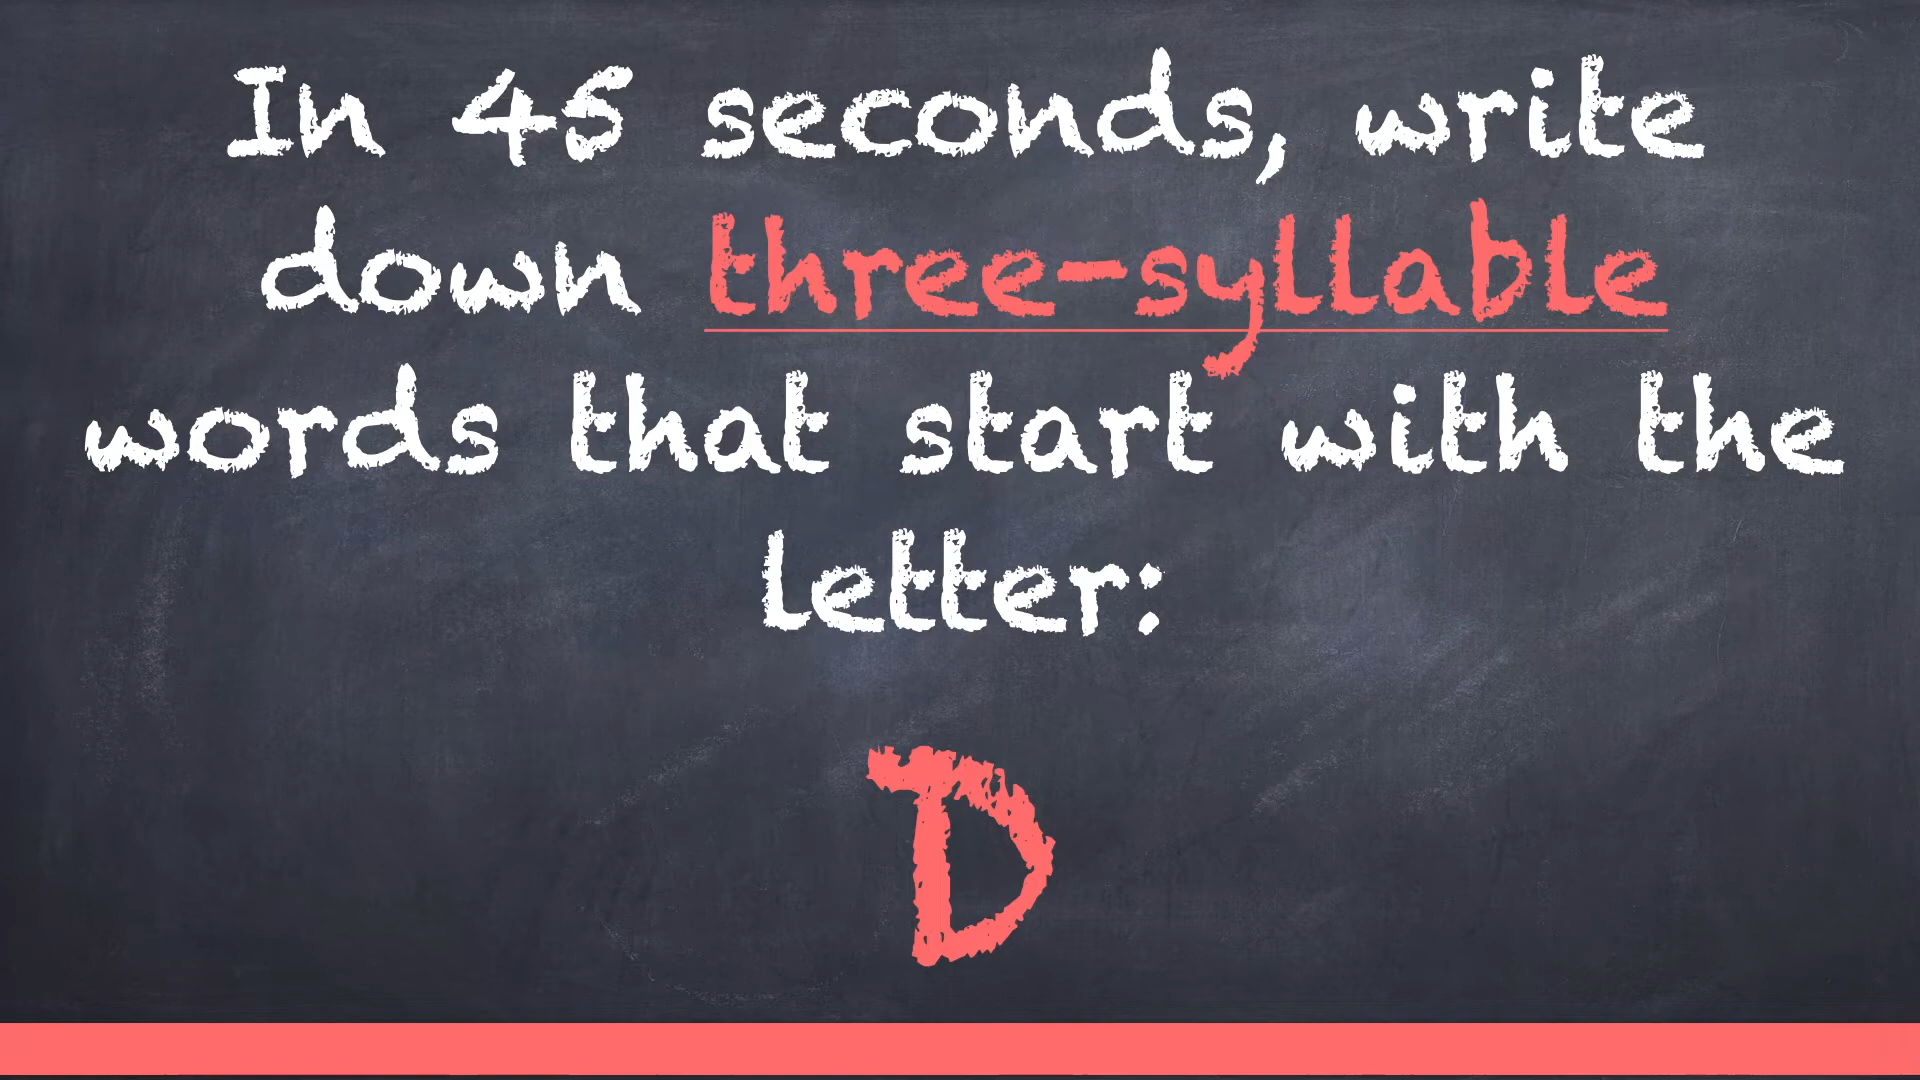 In 45 seconds, write
down three-syllable
words that start with the
letter:
D